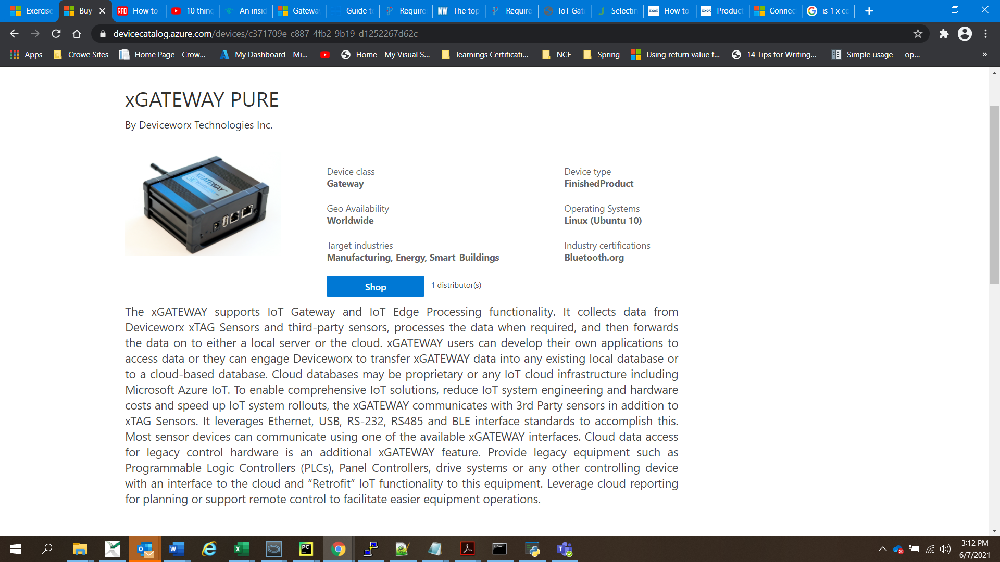 Exercise
Buy
How to
10 thing
An insid
Gatewa
Guide to
Require
The top
Require
IoT Gat
Selectin
How to
Product
Connec
is 1 x co
devicecatalog.azure.com/devices/c371709e-c887-4fb2-9b19-d1252267d62c
Apps
Crowe Sites
Home Page - Crow...
My Dashboard - Mi...
Home - My Visual S...
learnings Certificati...
NCF
Spring
Using return value f...
14 Tips for Writing...
Simple usage — op...
»
xGATEWAY PURE
By Deviceworx Technologies Inc.
XGATEWAY
Device class
Gateway
Device type
FinishedProduct
Geo Availability
Worldwide
Operating Systems
Linux (Ubuntu 10)
Target industries
Manufacturing, Energy, Smart_Buildings
Industry certifications
Bluetooth.org
Shop
1 distributor(s)
The xGATEWAY supports IoT Gateway and IoT Edge Processing functionality. It collects data from
Deviceworx xTAG Sensors and third-party sensors, processes the data when required, and then forwards
the data on to either a local server or the cloud. xGATEWAY users can develop their own applications to
access data or they can engage Deviceworx to transfer xGATEWAY data into any existing local database or
to a cloud-based database. Cloud databases may be proprietary or any IoT cloud infrastructure including
Microsoft Azure IoT. To enable comprehensive IoT solutions, reduce IoT system engineering and hardware
costs and speed up IoT system rollouts, the xGATEWAY communicates with 3rd Party sensors in addition to
xTAG Sensors. It leverages Ethernet, USB, RS-232, RS485 and BLE interface standards to accomplish this.
Most sensor devices can communicate using one of the available xGATEWAY interfaces. Cloud data access
for legacy control hardware is an additional xGATEWAY feature. Provide legacy equipment such as
Programmable Logic Controllers (PLCs), Panel Controllers, drive systems or any other controlling device
with an interface to the cloud and “Retrofit” IoT functionality to this equipment. Leverage cloud reporting
for planning or support remote control to facilitate easier equipment operations.
3:12 PM
6/7/2021